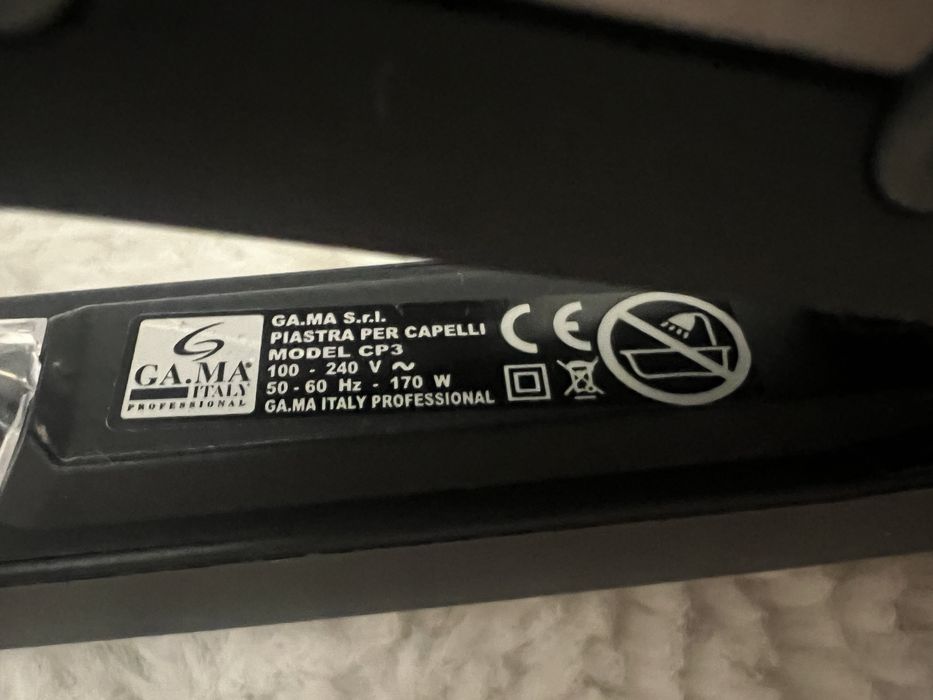 GA.MA
ITALY
PROFESSIONAL
GA.MA S.r.l.
PIASTRA PER CAPELLI
MODEL CP3
100 - 240 V ~
50 - 60 Hz - 170 W
GA.MA ITALY PROFESSIONAL
CE